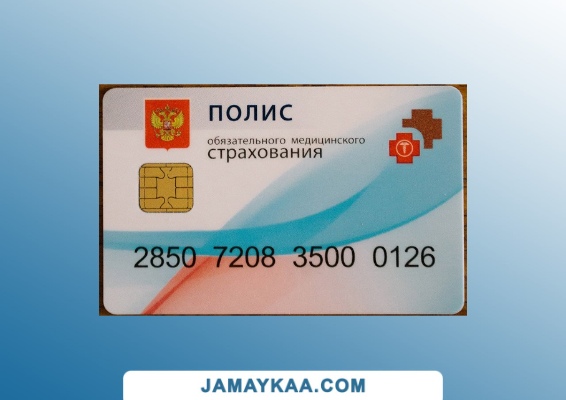 ПОЛИС
обязательного медицинского
страхования
2850 7208 3500 0126
JAMAYKAA.COM